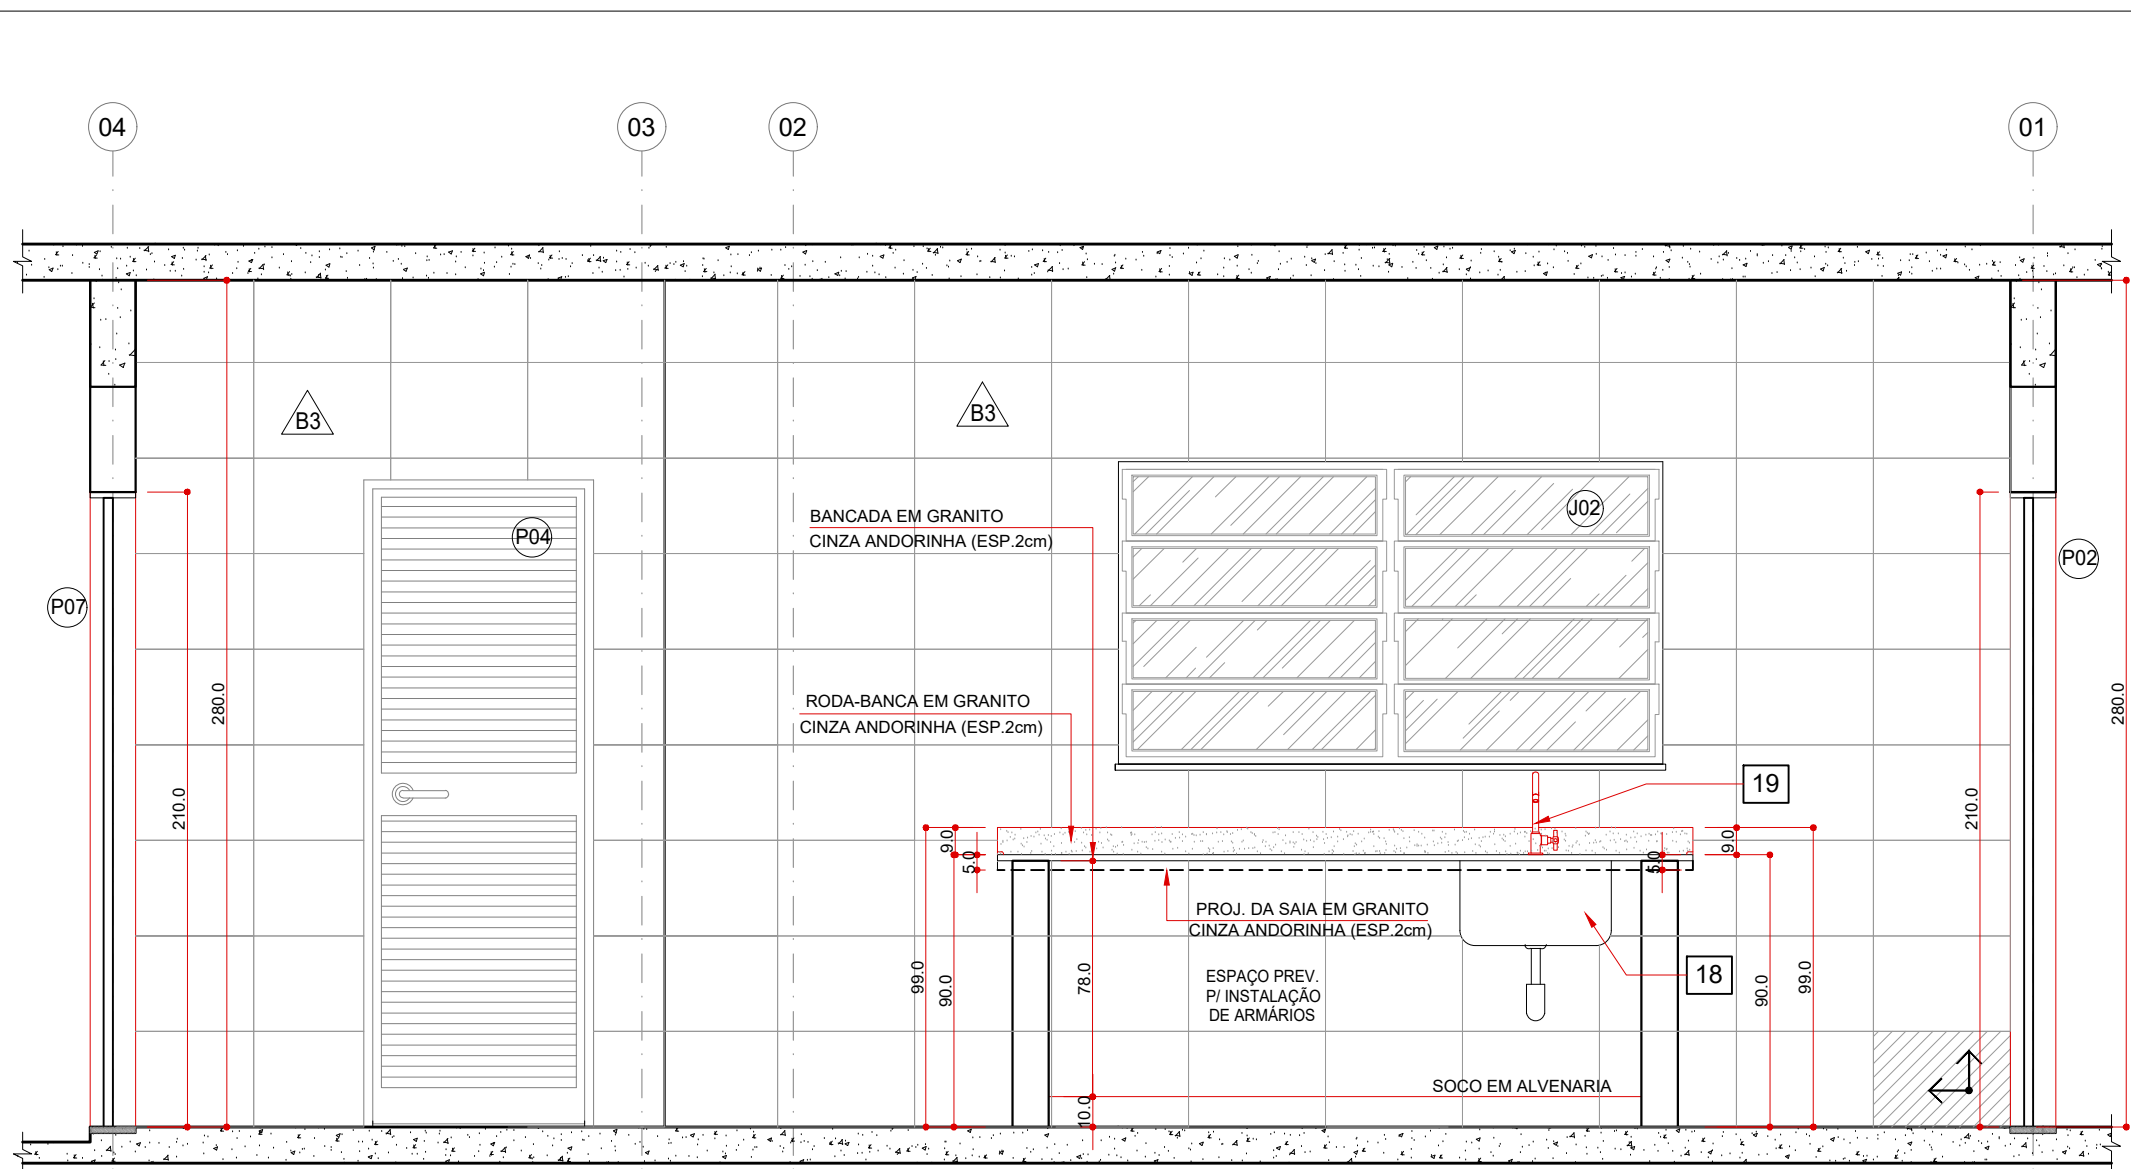 04
03
02
01
B3
B3
P04
J02
P07
P02
BANCADA EM GRANITO
CINZA ANDORINHA (ESP.2cm)
RODA-BANCA EM GRANITO
CINZA ANDORINHA (ESP.2cm)
280.0
210.0
280.0
210.0
19
9.0
5.0
9.0
5.0
PROJ. DA SAIA EM GRANITO
CINZA ANDORINHA (ESP.2cm)
99.0
90.0
78.0
ESPAÇO PREV.
P/ INSTALAÇÃO
DE ARMÁRIOS
18
90.0
99.0
SOCO EM ALVENARIA
10.0